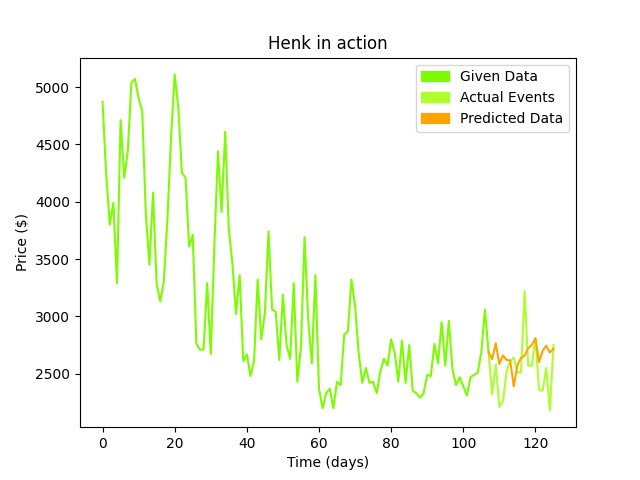 Henk in action
Given Data
Actual Events
Predicted Data
Price ($)
5000
4500
4000
3500
3000
2500
0 20 40 60 80 100 120
Time (days)